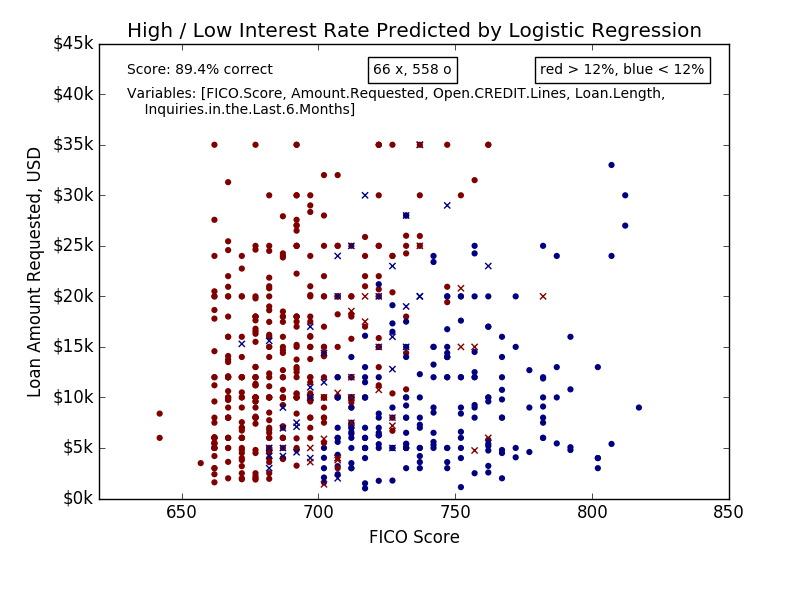 High / Low Interest Rate Predicted by Logistic Regression
$45k
Score: 89.4% correct
66 x, 558 o
red > 12%, blue < 12%
$40k
Variables: [FICO.Score, Amount.Requested, Open.CREDIT.Lines, Loan.Length,
Inquiries.in.the.Last.6.Months]
$35k
$30k
$25k
$20k
$15k
$10k
$5k
$0k
Loan Amount Requested, USD
650
700
750
800
850
FICO Score